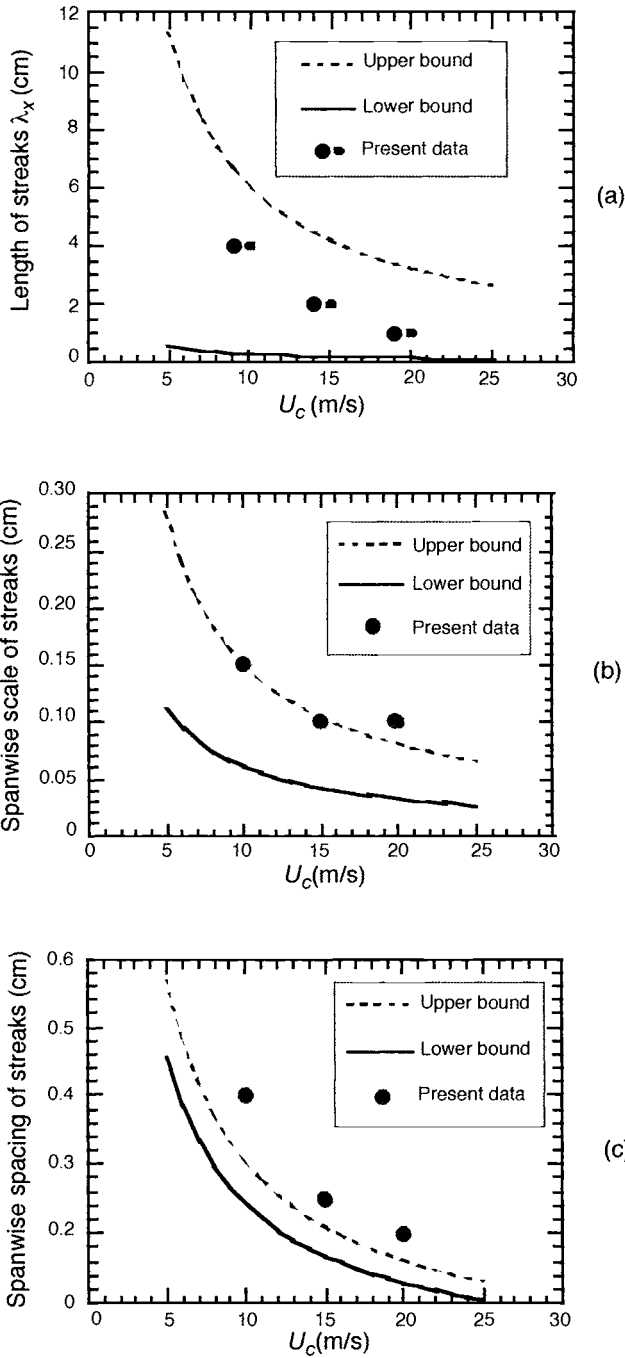 12
10
8
6
4
2
0
Length of streaks λx (cm)
Upper bound
Lower bound
Present data
0 5 10 15 20 25 30
Uc (m/s)
(a)
0.30
0.25
0.20
0.15
0.10
0.05
0
Spanwise scale of streaks (cm)
Upper bound
Lower bound
Present data
0 5 10 15 20 25 30
Uc(m/s)
(b)
0.6
0.5
0.4
0.3
0.2
0
Spanwise spacing of streaks (cm)
Upper bound
Lower bound
Present data
0 5 10 15 20 25 30
Uc(m/s)
(c)